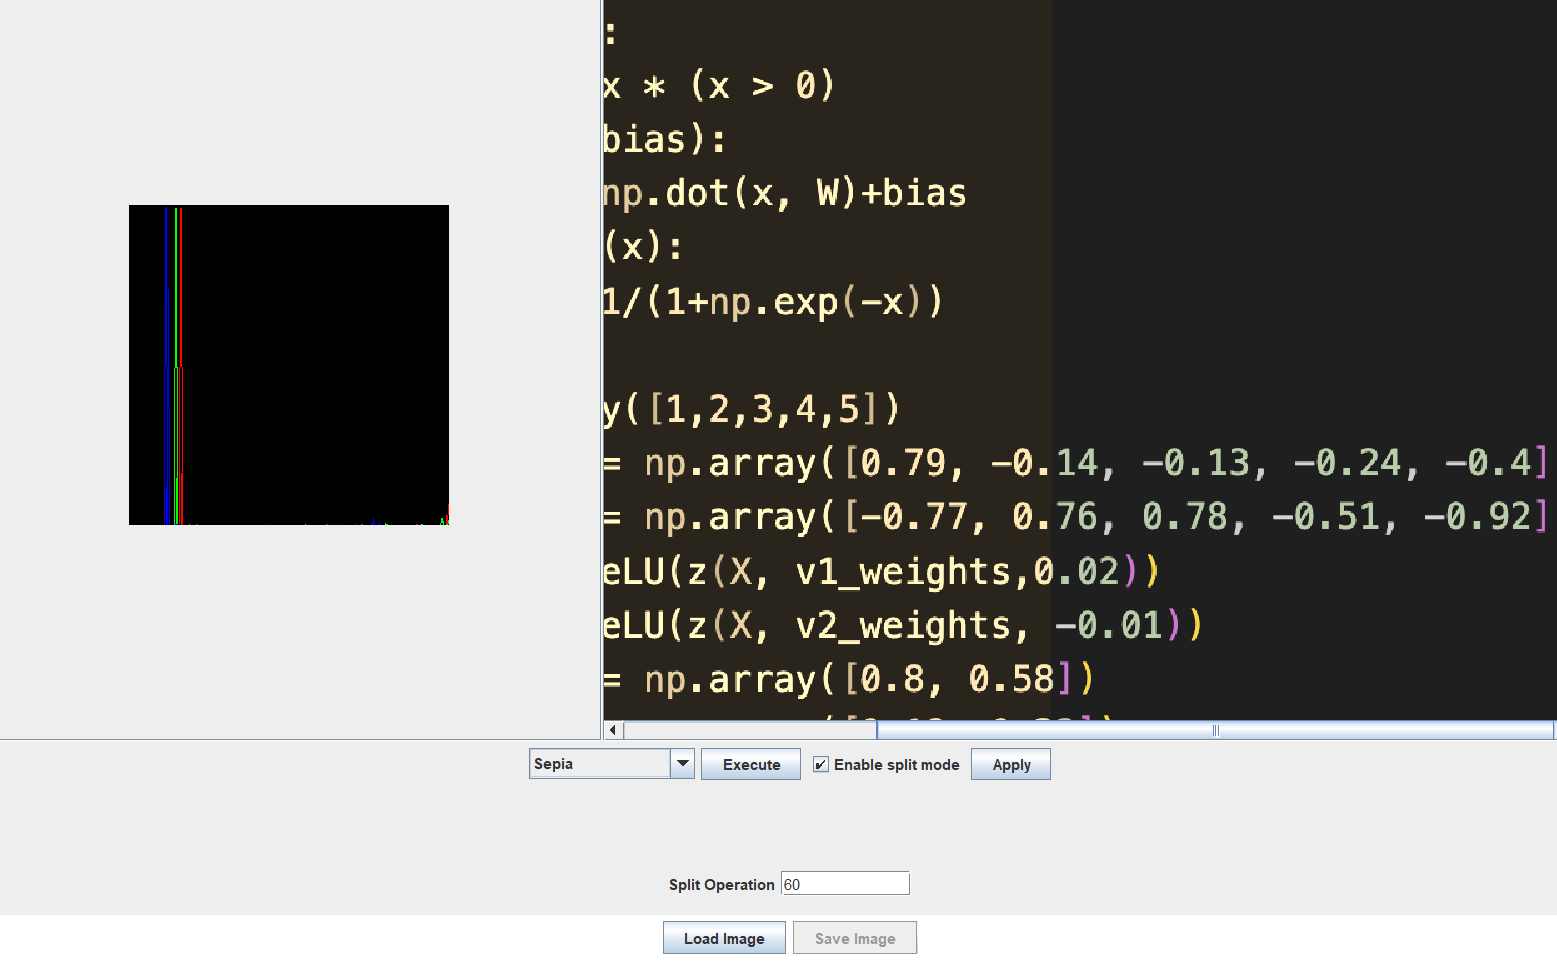 :
x * (x > 0)
bias):
np.dot(x, W)+bias
(x):
1/(1+np.exp(-x))
y([1,2,3,4,5])
= np.array([0.79, -0.14, -0.13, -0.24, -0.4]
= np.array([-0.77, 0.76, 0.78, -0.51, -0.92]
eLU(z(X, v1_weights,0.02))
eLU(z(X, v2_weights, -0.01))
= np.array([0.8, 0.58])
Sepia
Execute
Enable split mode
Apply
Split Operation 60
Load Image
Save Image